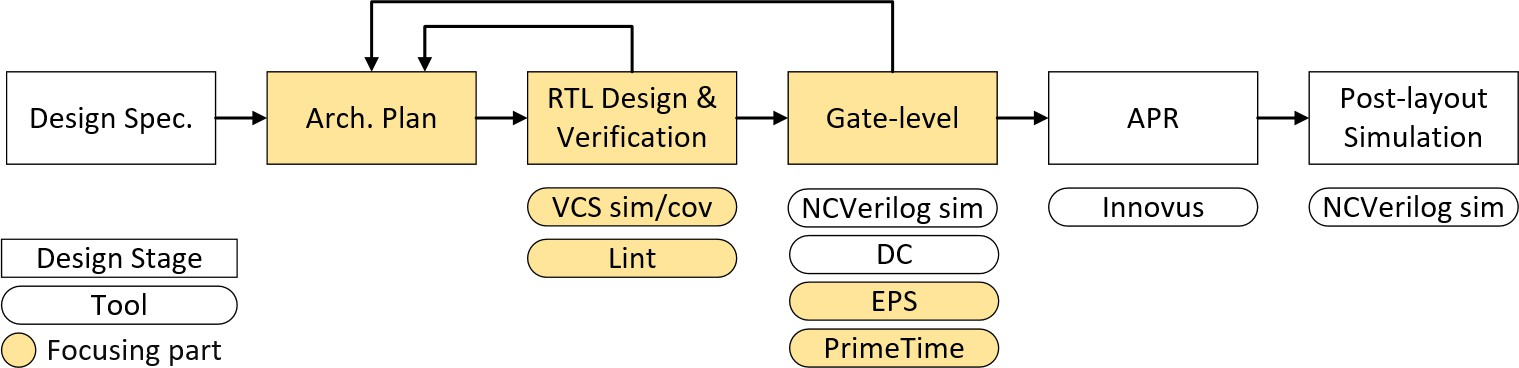 Design Spec.
Arch. Plan
RTL Design &
Verification
Gate-level
APR
Post-layout
Simulation
VCS sim/cov
Lint
NCVerilog sim
DC
EPS
PrimeTime
Innovus
NCVerilog sim
Design Stage
Tool
Focusing part